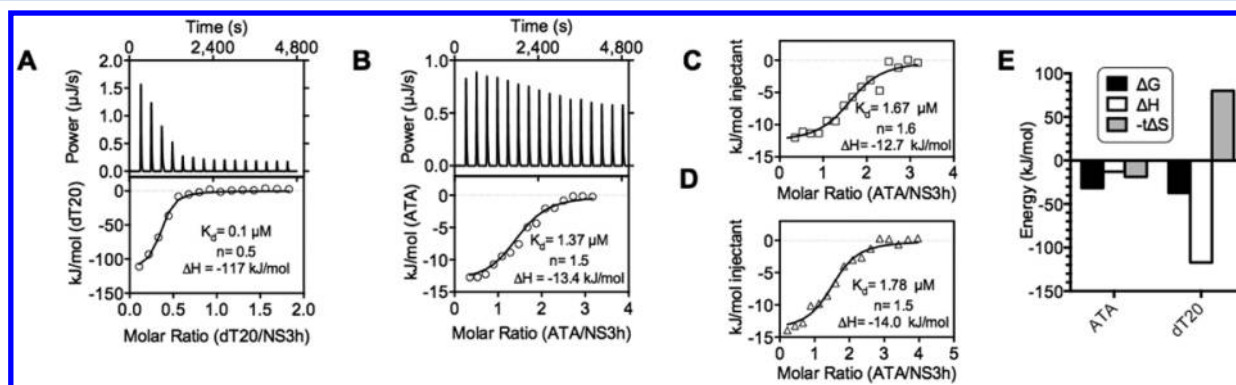 A
Time (s)
0 2,400 4,800
2.0
1.5
1.0
0.5
0.0
Power (µJ/s)
0
-50
-100
-150
kJ/mol (dT20)
K_d = 0.1 µM
n= 0.5
ΔH = -117 kJ/mol
0.0 0.5 1.0 1.5 2.0
Molar Ratio (dT20/NS3h)
B
Time (s)
0 2,400 4,800
1.0
0.5
0.0
Power (µJ/s)
0
-5
-10
-15
kJ/mol (ATA)
K_d = 1.37 µM
n= 1.5
ΔH = -13.4 kJ/mol
0 1 2 3 4
Molar Ratio (ATA/NS3h)
C
0
-5
-10
-15
kJ/mol injectant
K_d = 1.67 µM
n= 1.6
ΔH = -12.7 kJ/mol
0 1 2 3 4
Molar Ratio (ATA/NS3h)
D
0
-5
-10
-15
kJ/mol injectant
K_d = 1.78 µM
n = 1.5
ΔH = -14.0 kJ/mol
0 1 2 3 4 5
Molar Ratio (ATA/NS3h)
E
100
50
0
-50
-100
-150
Energy (kJ/mol)
ΔG
ΔH
-tΔS
ATA
dT20